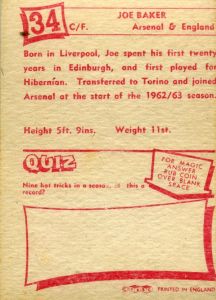 34
JOE BAKER
C/F. Arsenal & England
Born in Liverpool, Joe spent his first twenty
years in Edinburgh, and first played for
Hibernian. Transferred to Torino and joined
Arsenal at the start of the 1962/63 season.
Height 5ft. 9ins. Weight 11st.
QUIZ
Nine hat tricks in a season, this a
record?
FOR MAGIC
ANSWER
RUB COIN
OVER BLANK
SPACE
PRINTED IN ENGLAND